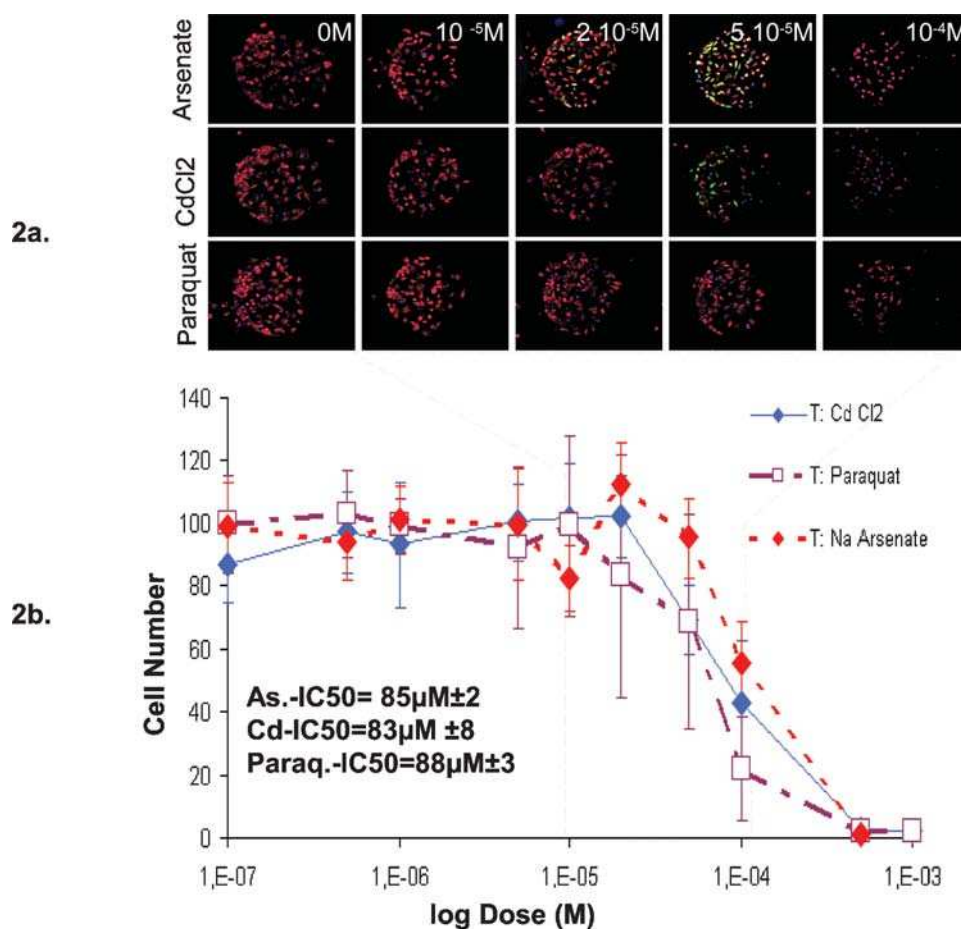 0M 10 -5M 2 10-5M 5 10-5M 10-4M
Arsenate
CdCl2
Paraquat
2a.
140
120
100
80
60
40
20
0
Cell Number
2b.
T: Cd Cl2
T: Paraquat
T: Na Arsenate
As.-IC50= 85µM±2
Cd-IC50=83µM ±8
Paraq.-IC50=88µM±3
1,E-07 1,E-06 1,E-05 1,E-04 1,E-03
log Dose (M)